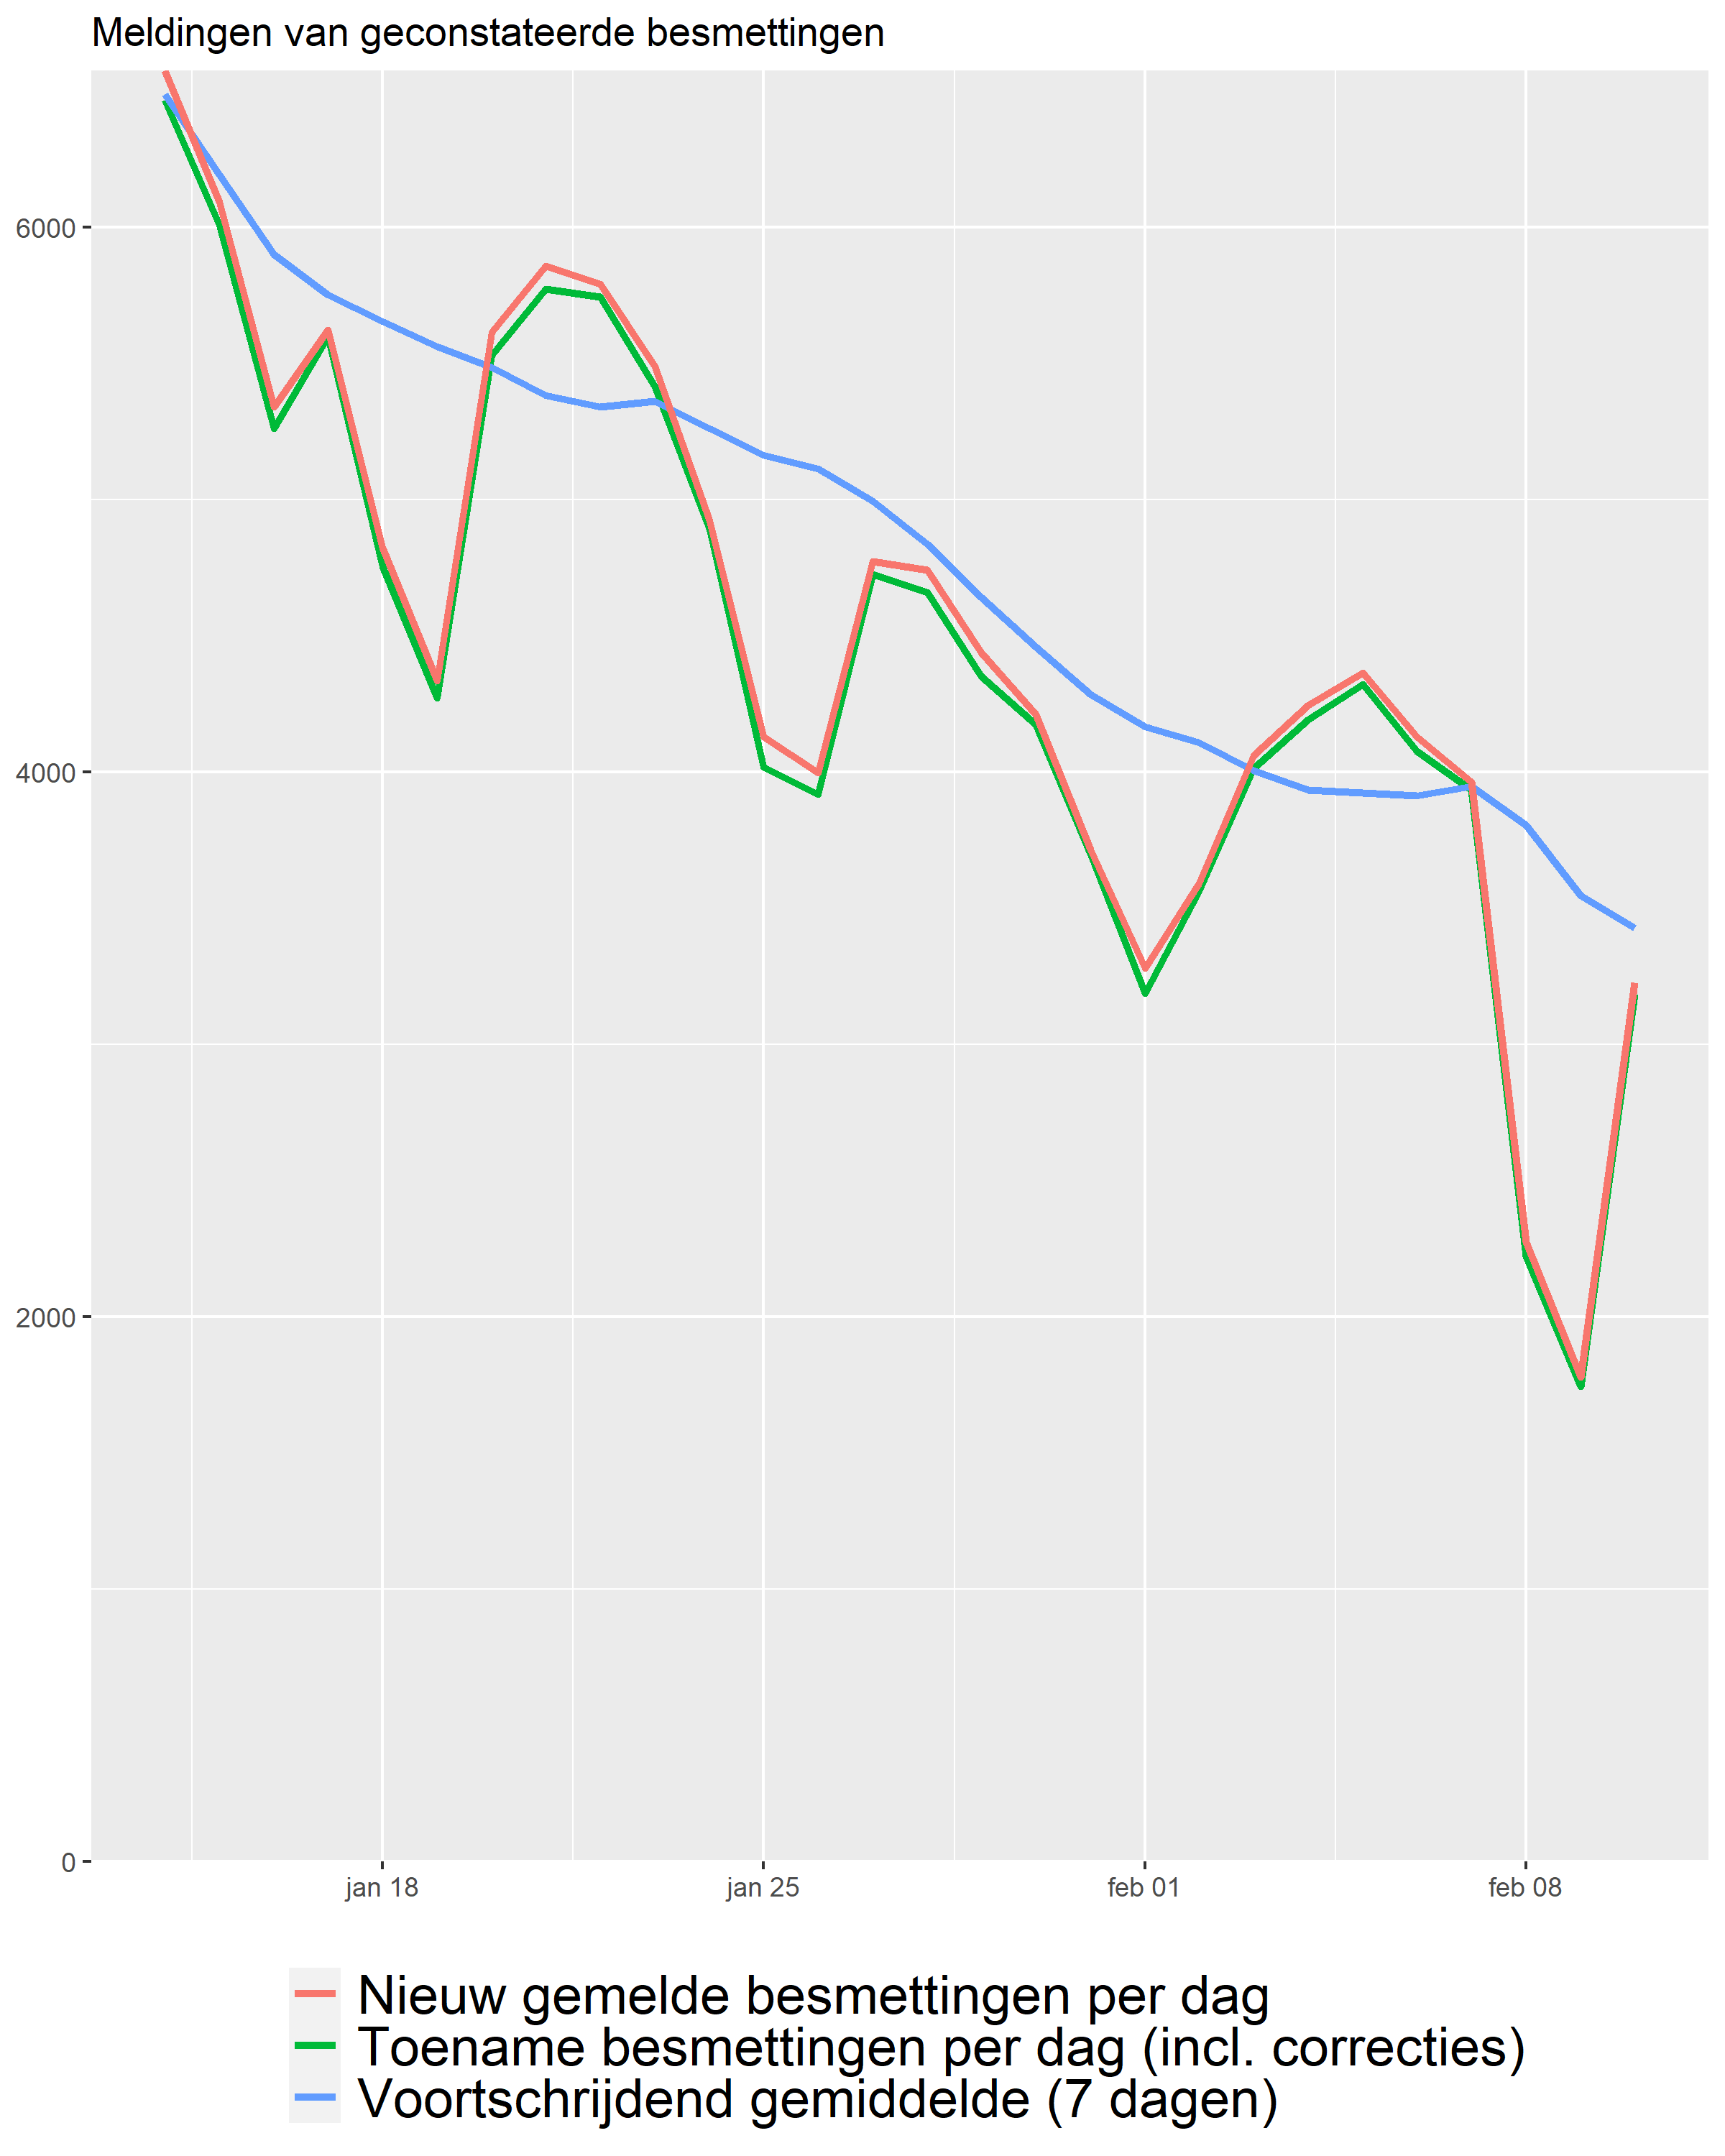 Meldingen van geconstateerde besmettingen
6000
4000
2000
0
jan 18 jan 25 feb 01 feb 08
Nieuw gemelde besmettingen per dag
Toename besmettingen per dag (incl. correcties)
Voortschrijdend gemiddelde (7 dagen)